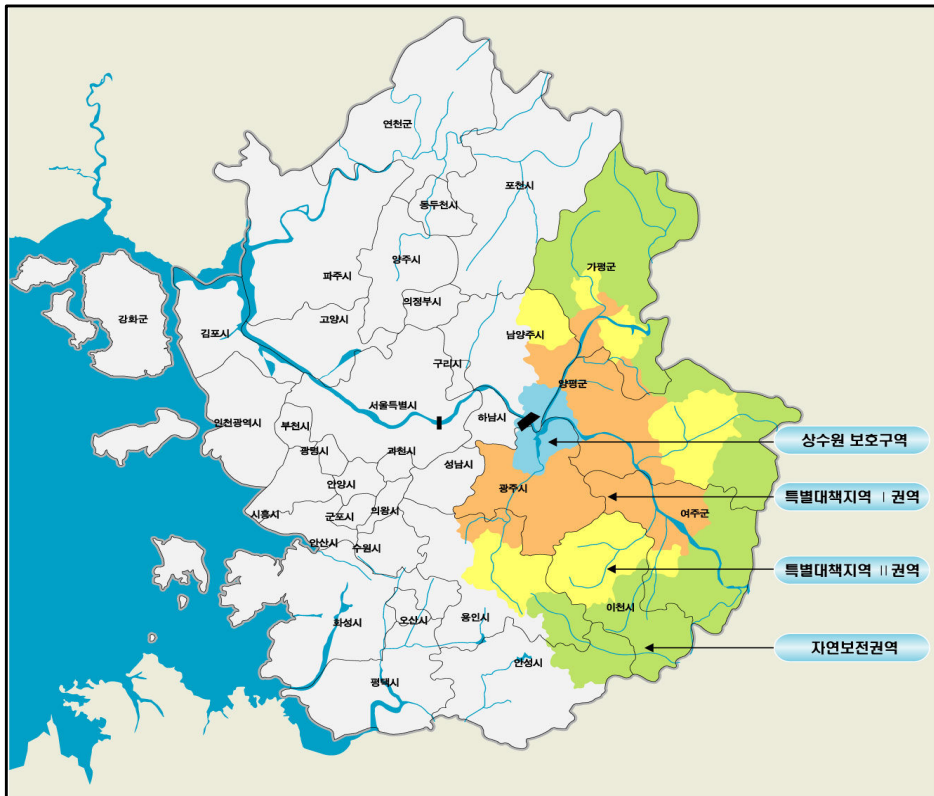 연천군
포천시
동두천시
양주시
가평군
파주시
의정부시
강화군
고양시
김포시
남양주시
구리시
양평군
서울특별시
하남시
인천광역시
부천시
상수원 보호구역
광명시
과천시
성남시
안양시
광주시
특별대책지역 Ⅰ 권역
시흥시
군포시
의왕시
여주군
안산시
수원시
특별대책지역 Ⅱ 권역
이천시
화성시
오산시
용인시
자연보전권역
안성시
평택시